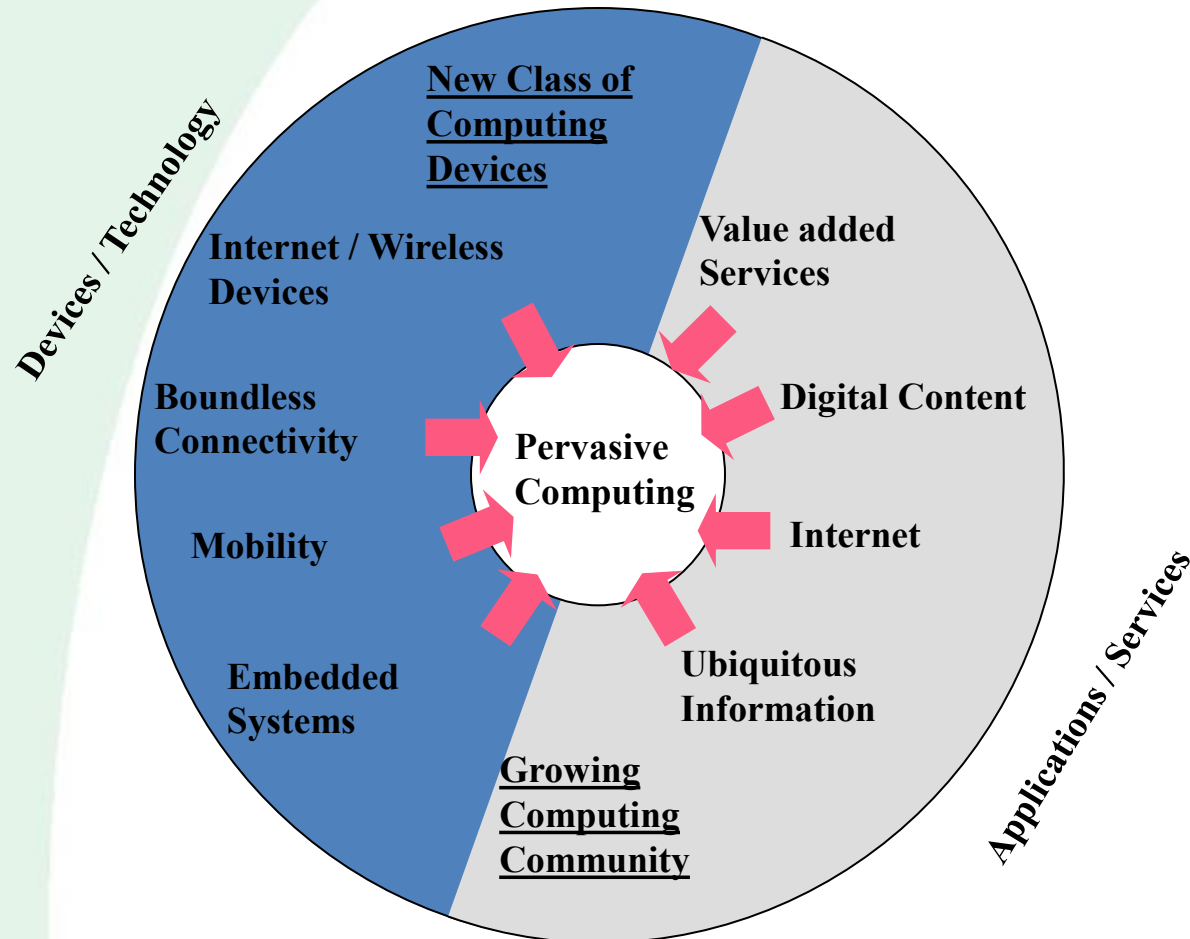 Devices / Technology
New Class of
Computing
Devices
Internet / Wireless
Devices
Boundless
Connectivity
Mobility
Embedded
Systems
Pervasive
Computing
Value added
Services
Digital Content
Internet
Ubiquitous
Information
Growing
Computing
Community
Applications / Services